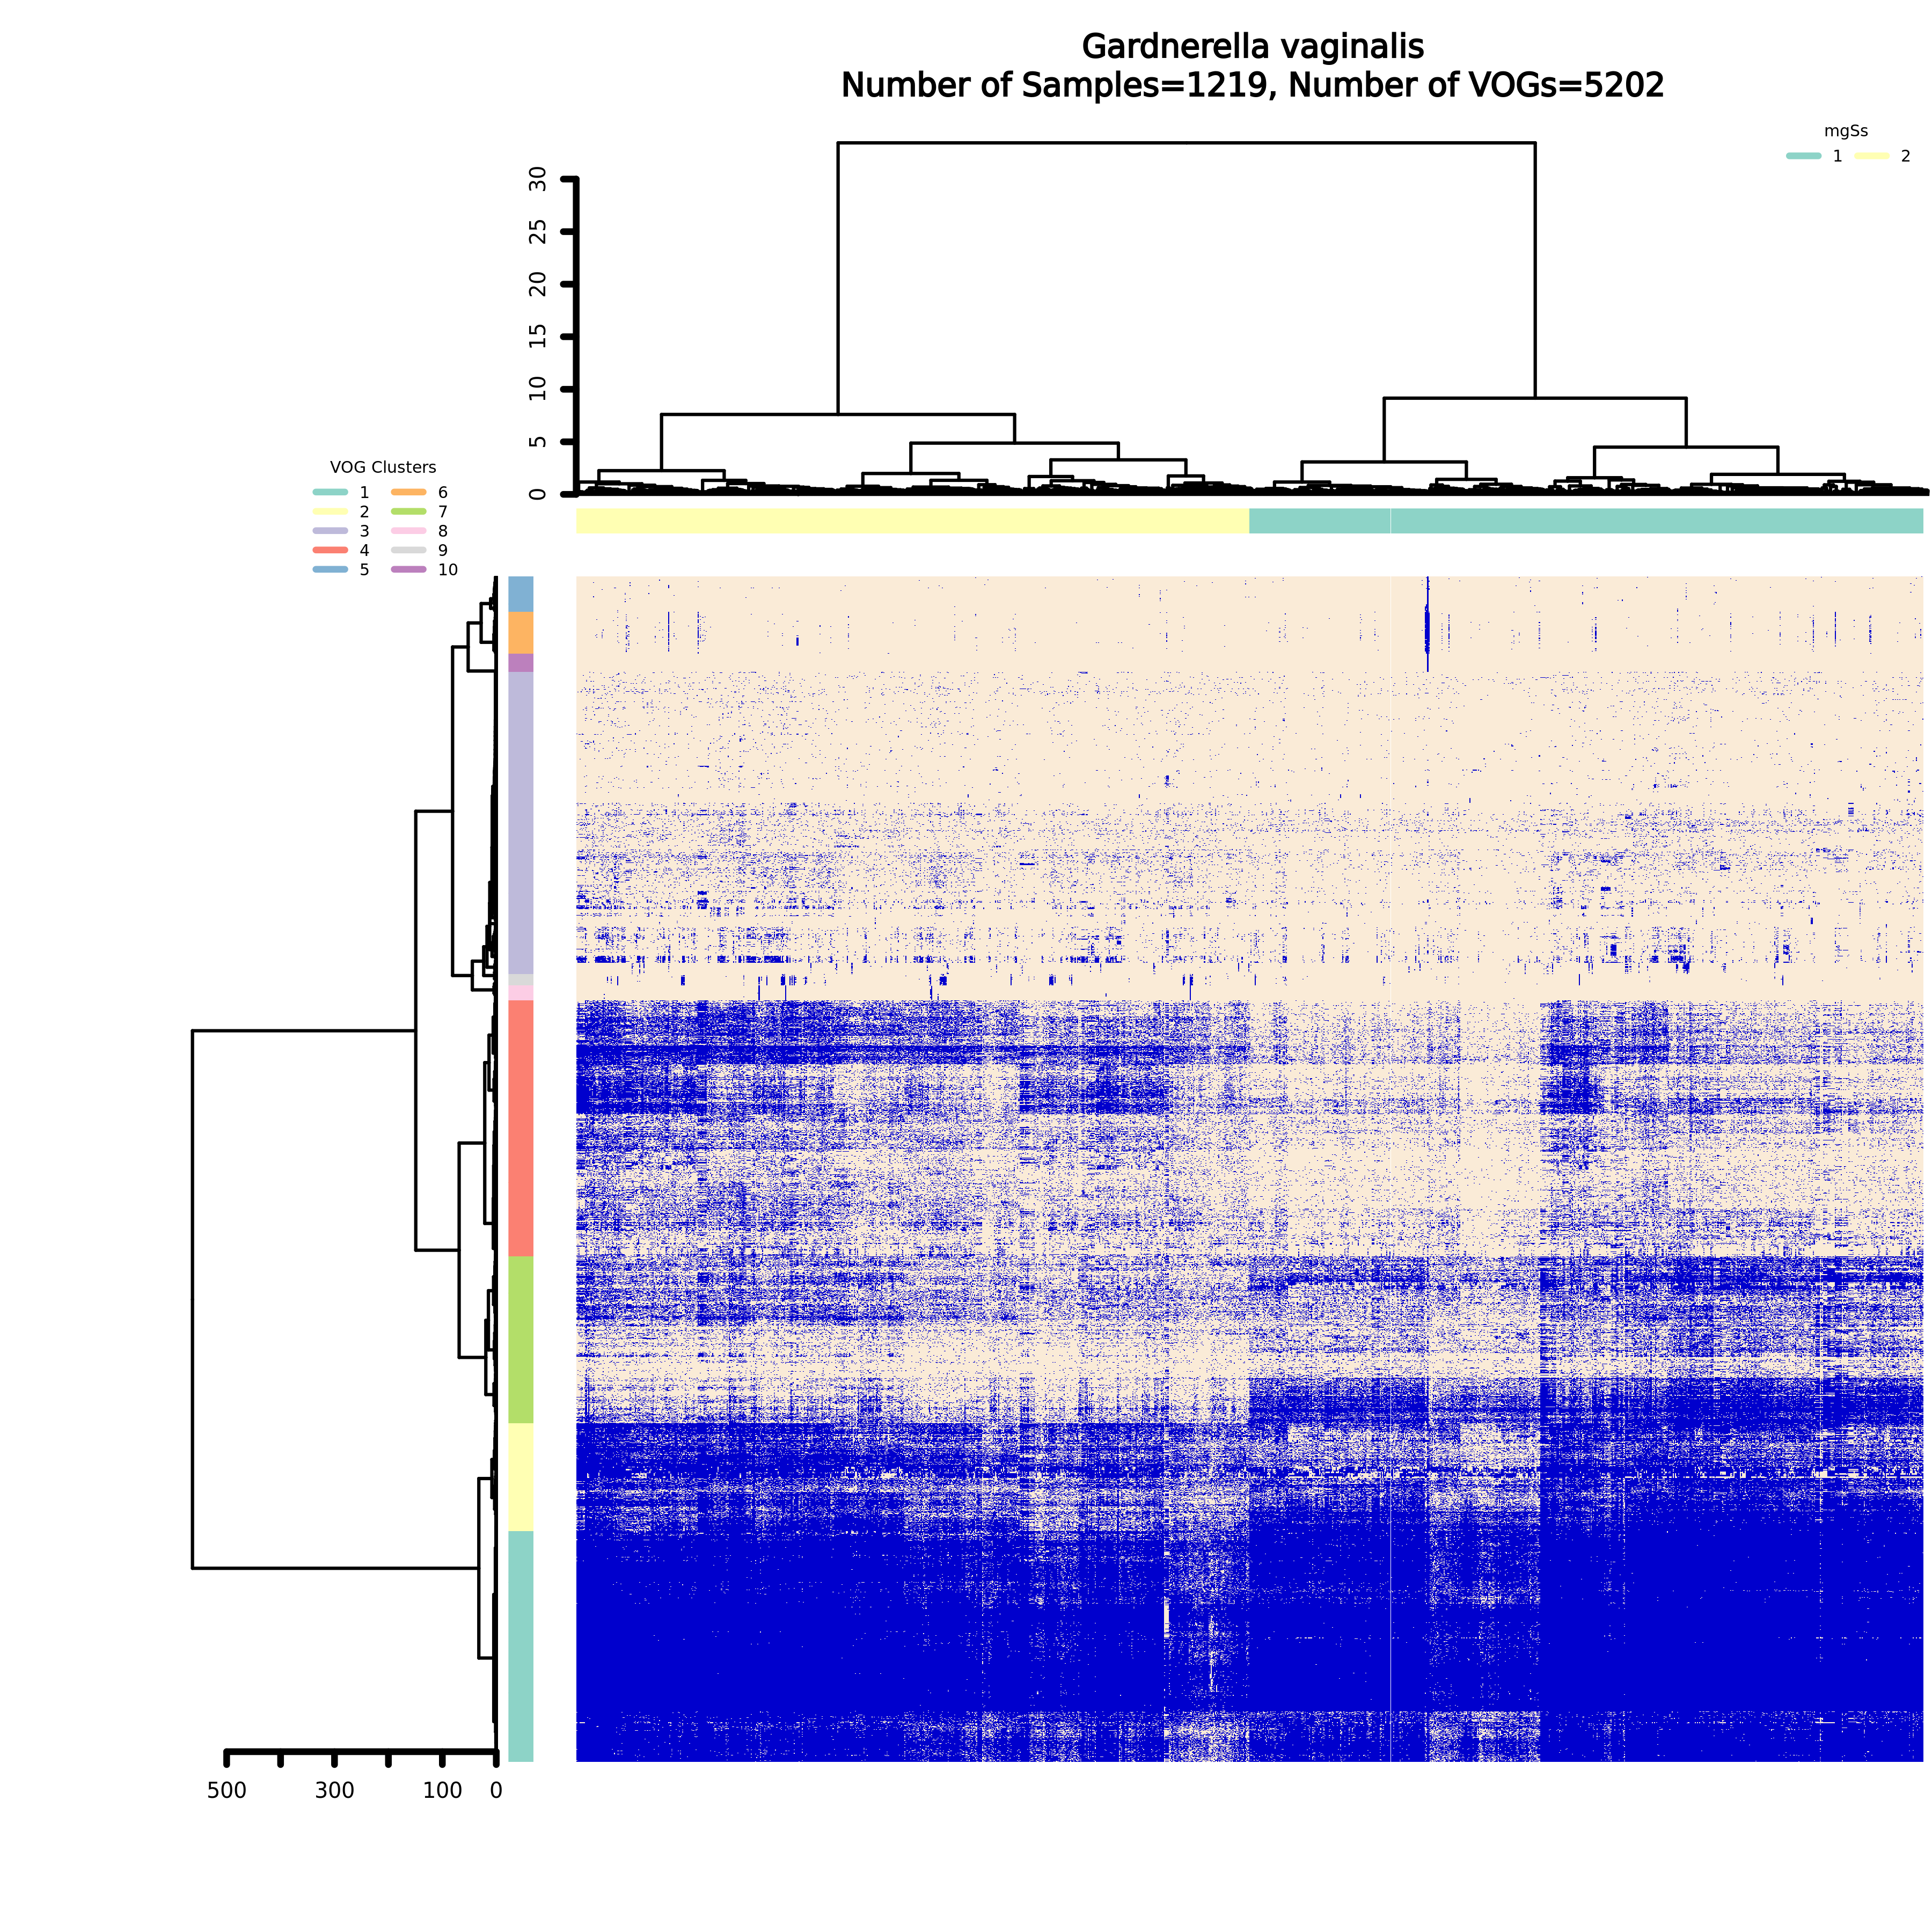 Gardnerella vaginalis
Number of Samples=1219, Number of VOGs=5202
mgSs
1 2
30
25
20
15
10
5
0
VOG Clusters
1 6
2 7
3 8
4 9
5 10
500 300 100 0